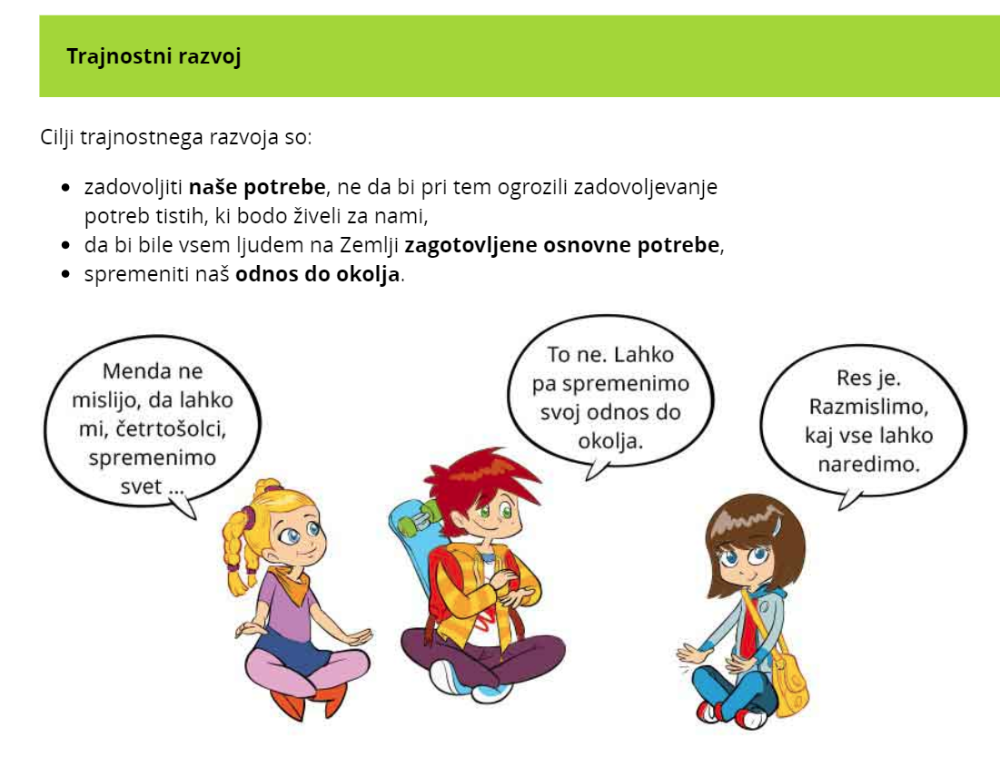 Trajnostni razvoj
Cilji trajnostnega razvoja so:
• zadovoljiti naše potrebe, ne da bi pri tem ogrozili zadovoljevanje
potreb tistih, ki bodo živeli za nami,
• da bi bile vsem ljudem na Zemlji zagotovljene osnovne potrebe,
• spremeniti naš odnos do okolja.
Menda ne
mislijo, da lahko
mi, četrtošolci,
spremenimo
svet ...
To ne. Lahko
pa spremenimo
svoj odnos do
okolja.
Res je.
Razmislimo,
kaj vse lahko
naredimo.